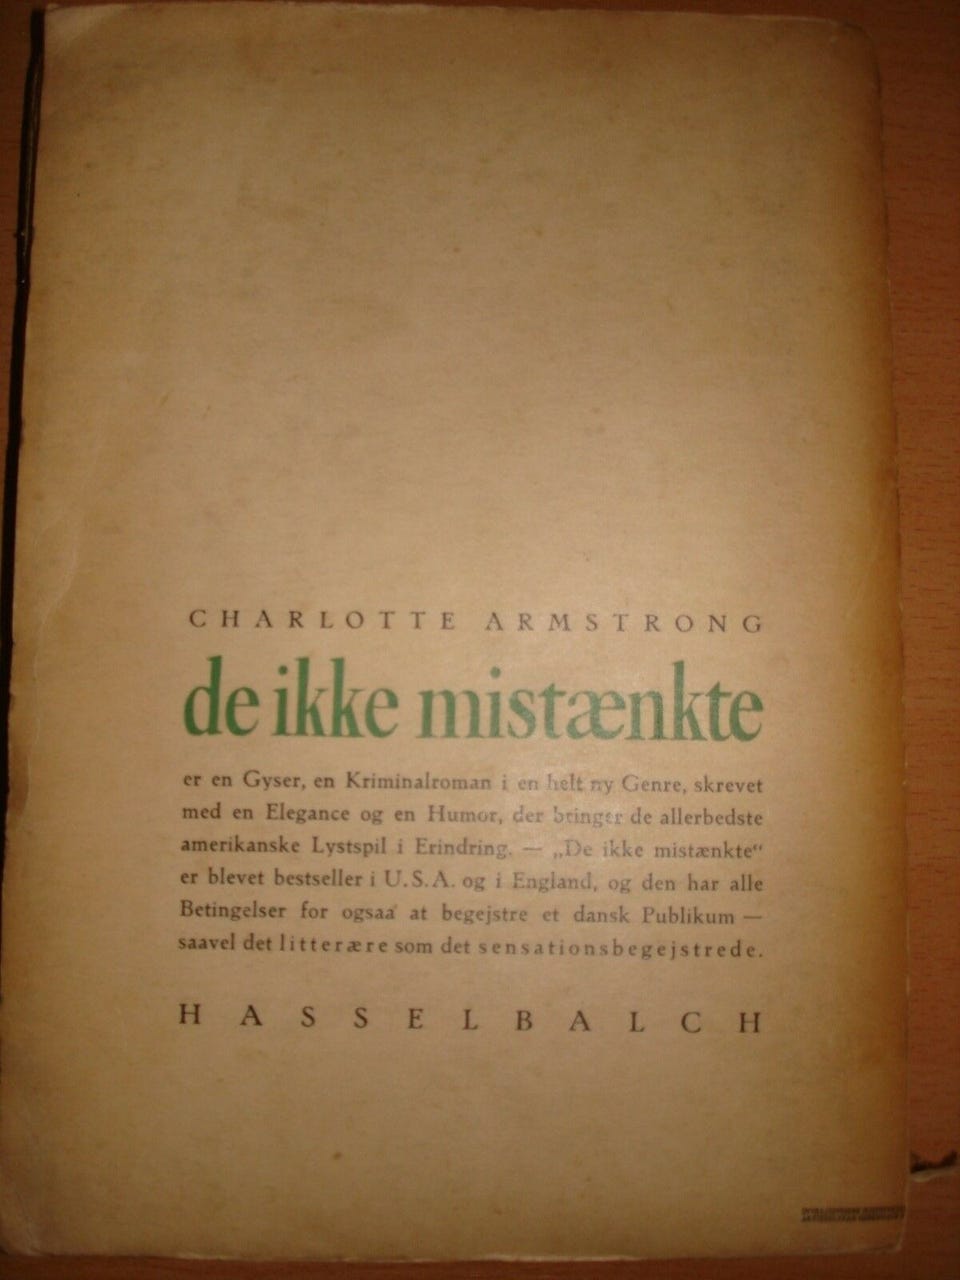 CHARLOTTE ARMSTRONG
de ikke mistænkte
er en Gyser, en Kriminalroman i en helt ny Genre, skrevet
med en Elegance og en Humor, der bringer de allerbedste
amerikanske Lystspil i Erindring. — „De ikke mistænkte“
er blevet bestseller i U.S.A. og i England, og den har alle
Betingelser for ogsaa at begejstre et dansk Publikum —
saavel det litterære som det sensationsbegejstrede.
HASSELBALCH